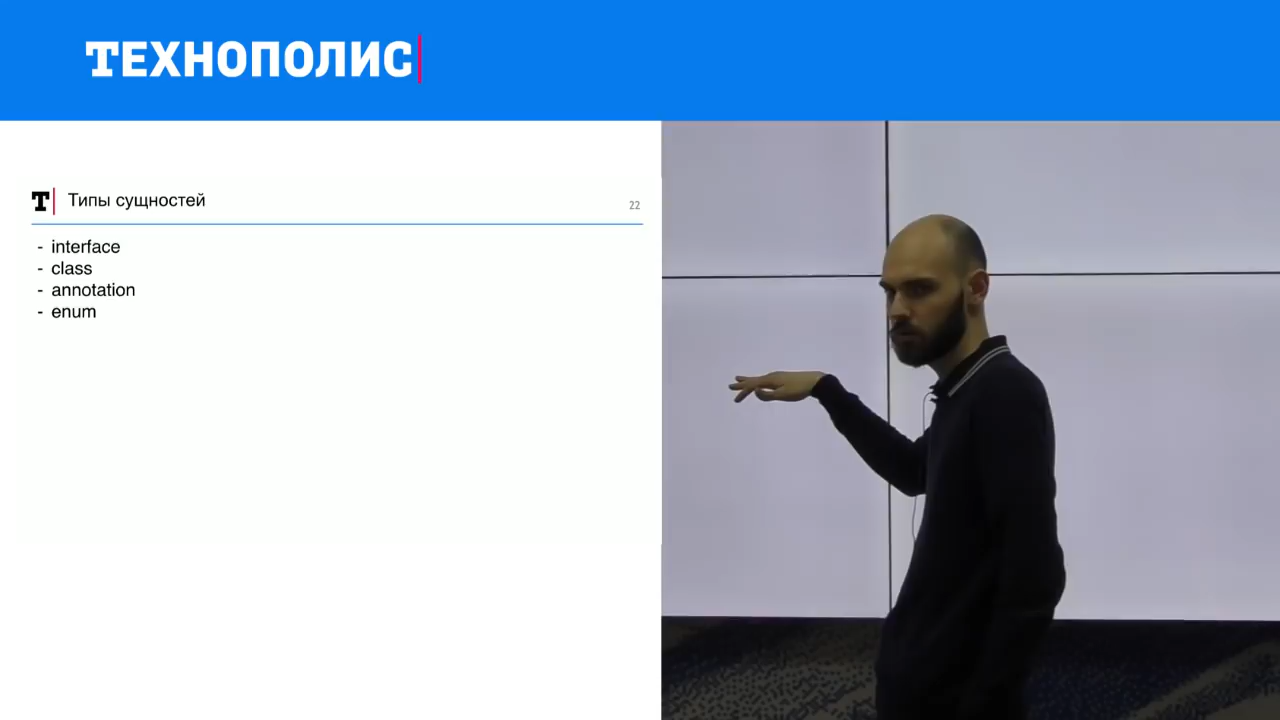 ТЕХНОПОЛИС
T Типы сущностей
22
- interface
- class
- annotation
- enum